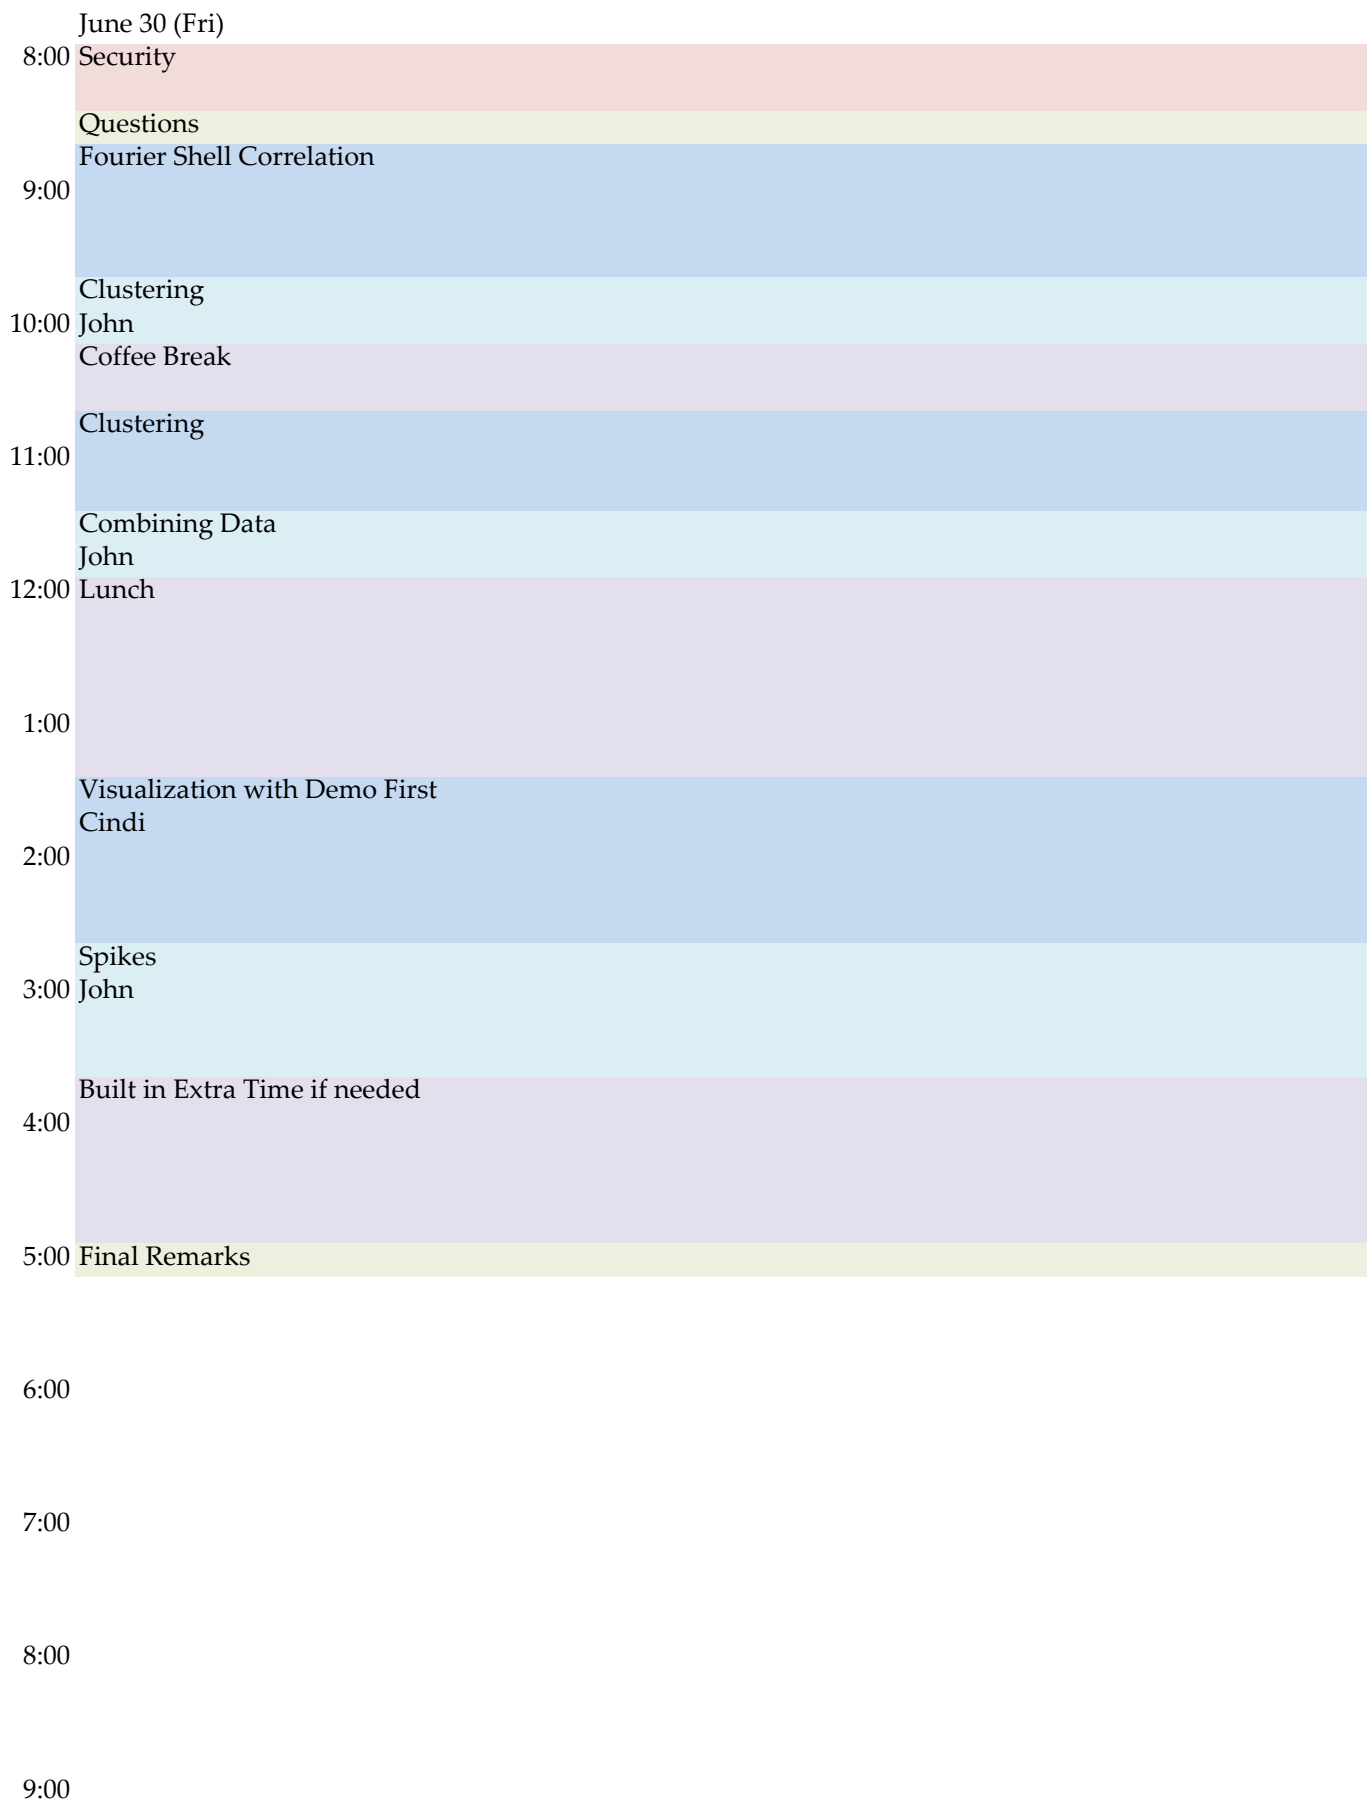 June 30 (Fri)
8:00 Security
Questions
Fourier Shell Correlation
9:00
Clustering
10:00 John
Coffee Break
Clustering
11:00
Combining Data
John
12:00 Lunch
1:00
Visualization with Demo First
Cindi
2:00
Spikes
3:00 John
Built in Extra Time if needed
4:00
5:00 Final Remarks
6:00
7:00
8:00
9:00